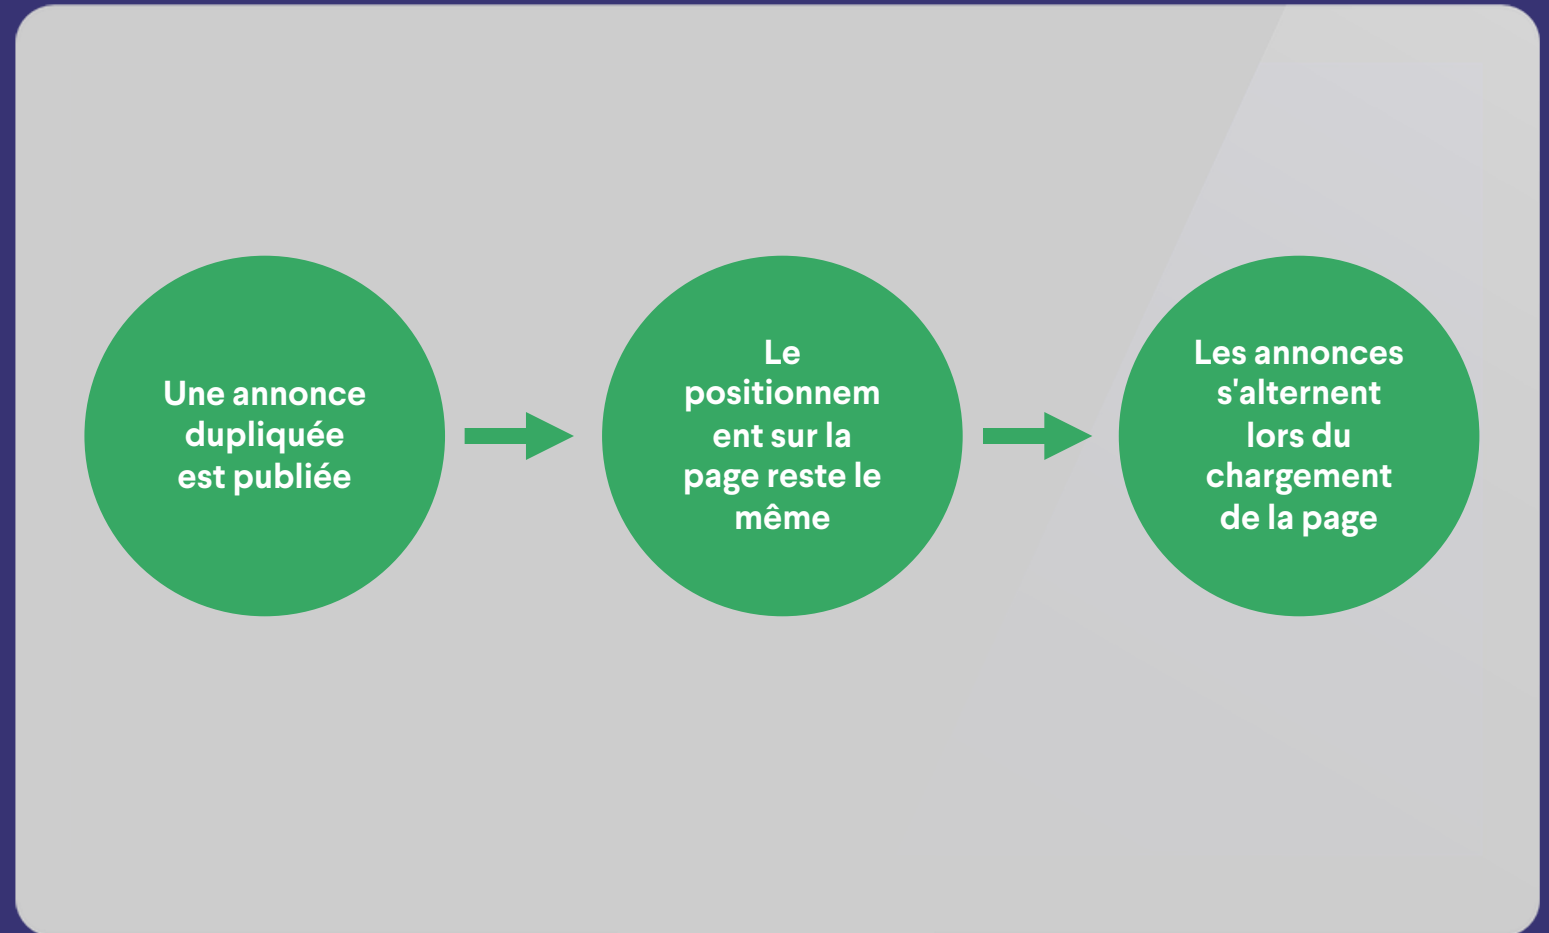 Une annonce
dupliquée
est publiée
Le
positionnem
ent sur la
page reste le
même
Les annonces
s'alternent
lors du
chargement
de la page